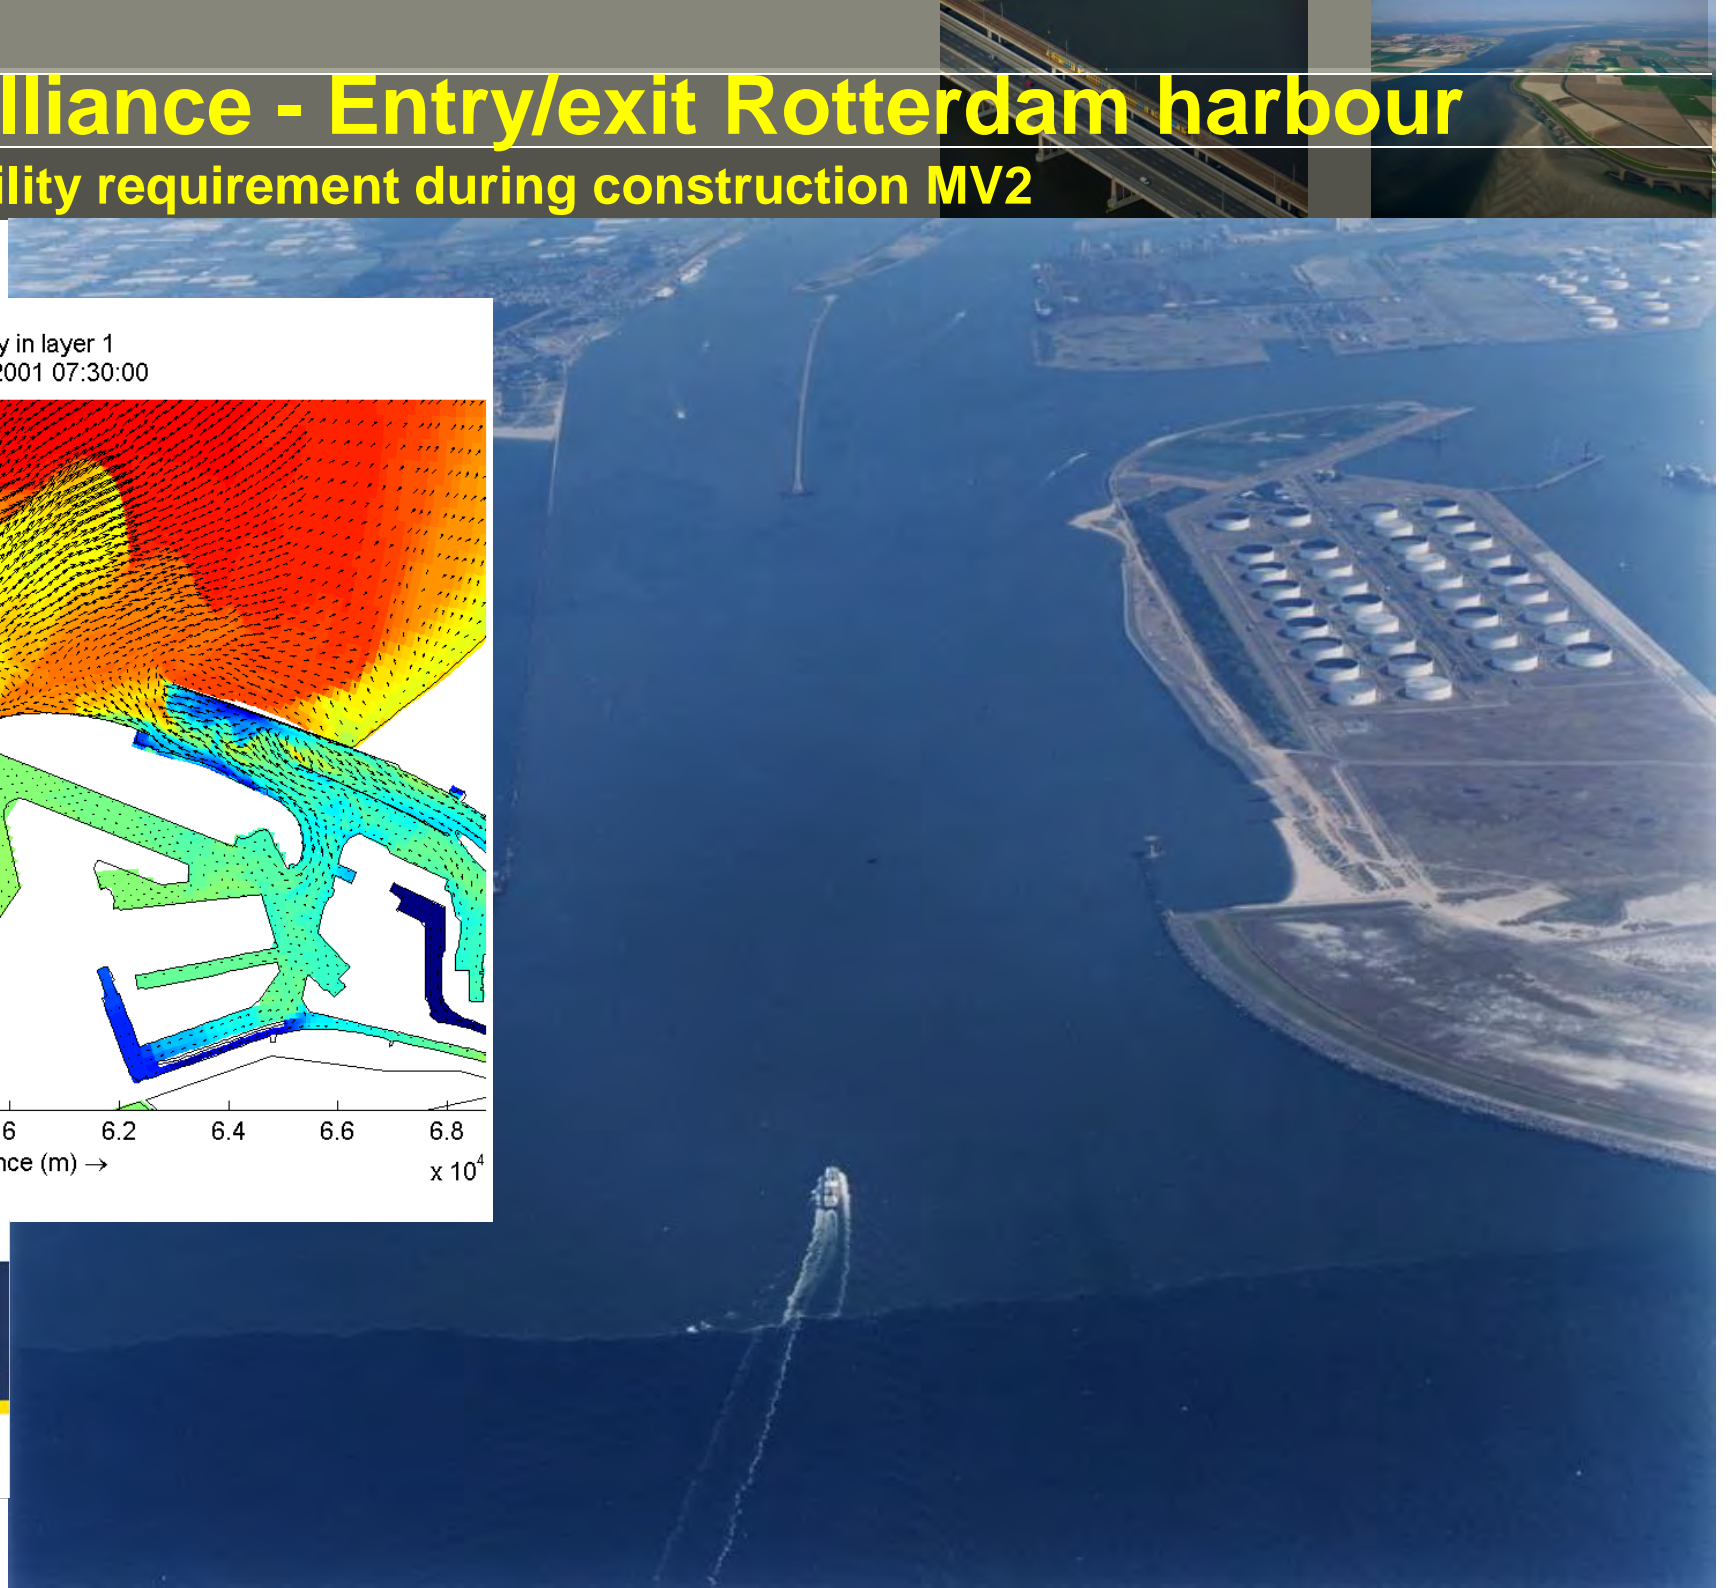 lliance - Entry/exit Rotterdam harbour
ility requirement during construction MV2
y in layer 1
2001 07:30:00
6 6.2 6.4 6.6 6.8
nce (m) →
x 10⁴